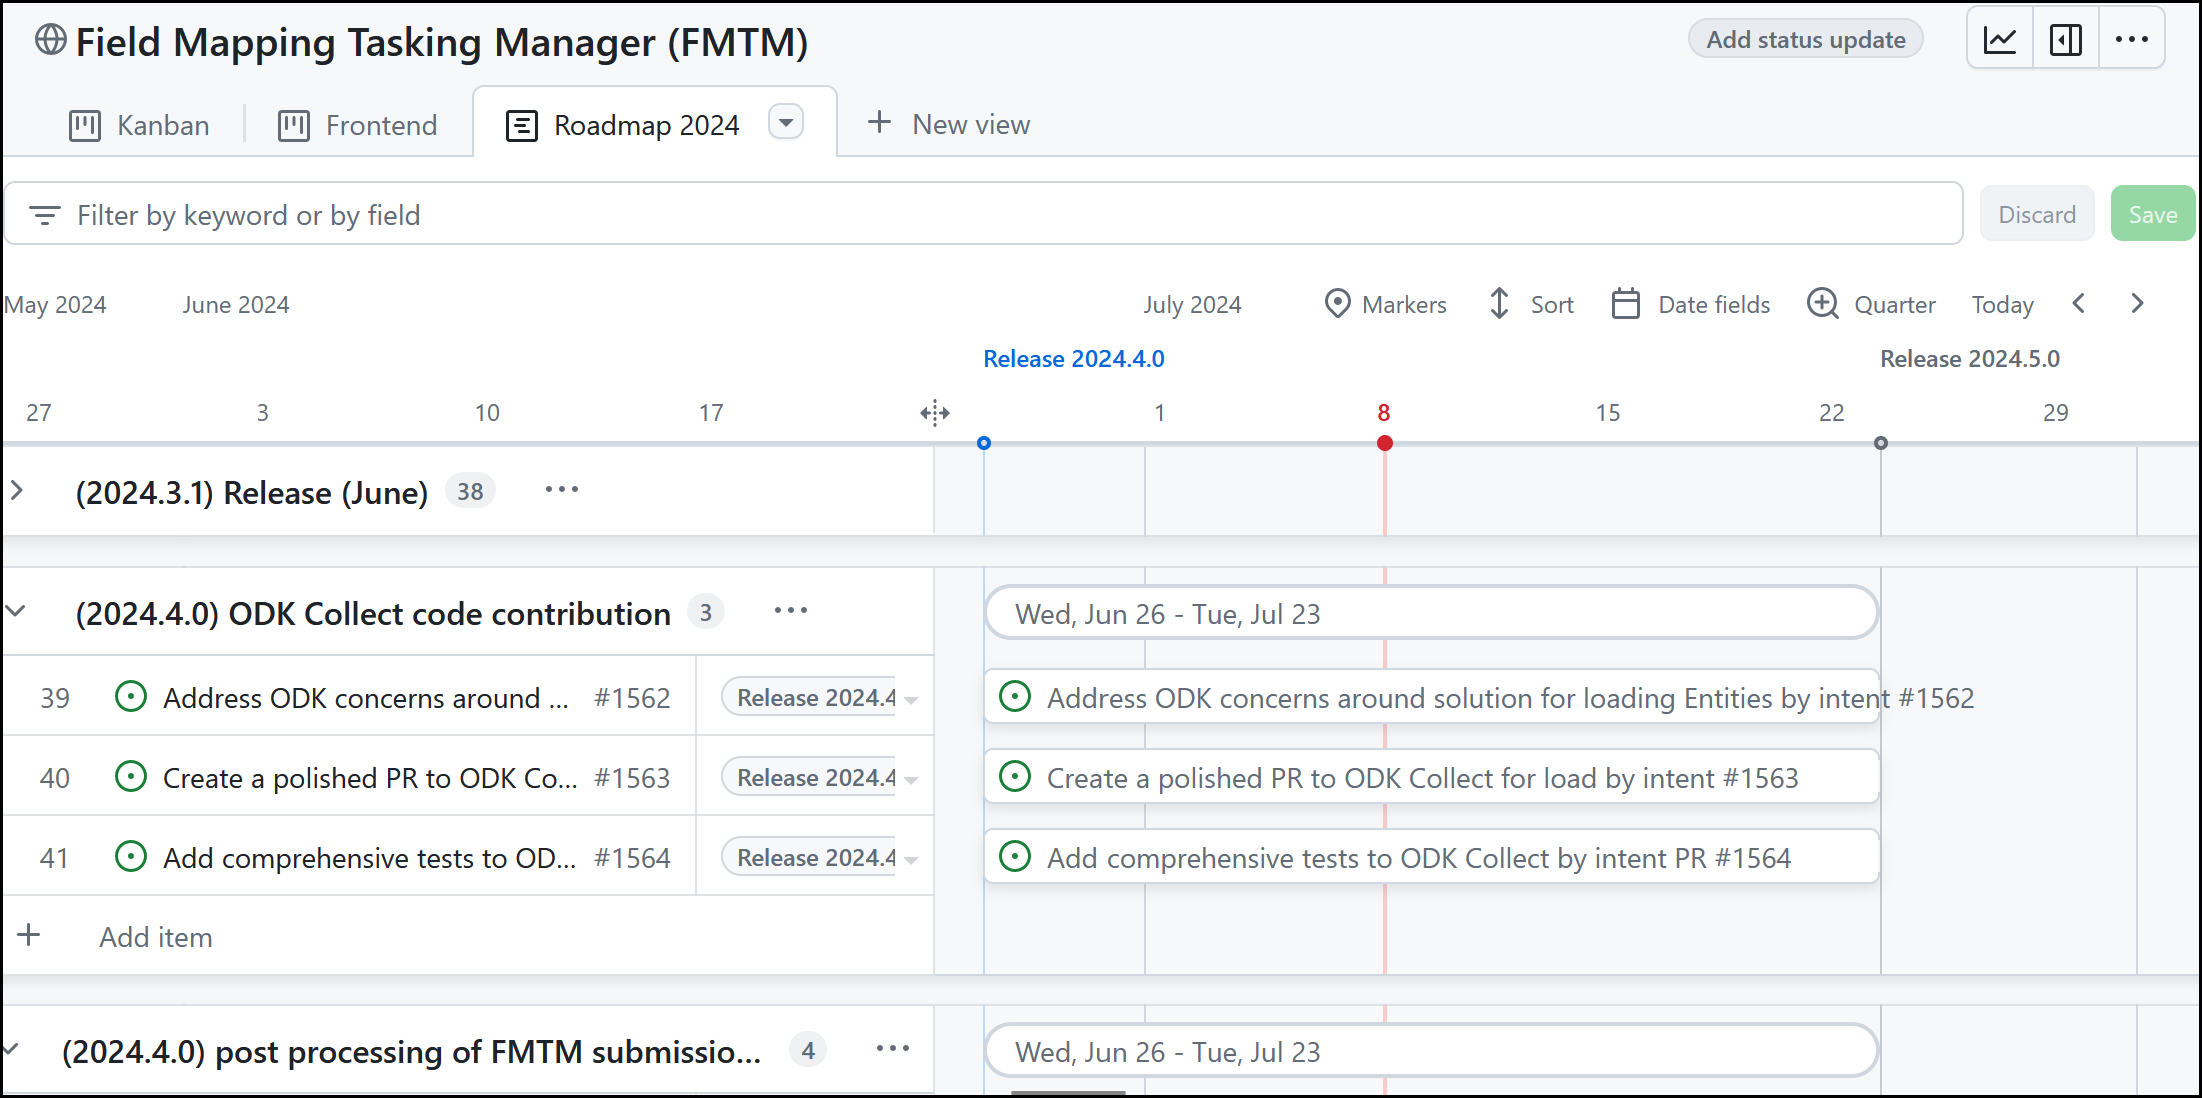 Field Mapping Tasking Manager (FMTM)
Add status update
Kanban
Frontend
Roadmap 2024
New view
Filter by keyword or by field
Discard
Save
May 2024
June 2024
July 2024
Markers
Sort
Date fields
Quarter
Today
Release 2024.4.0
Release 2024.5.0
27 3 10 17 1 8 15 22 29
(2024.3.1) Release (June) 38
(2024.4.0) ODK Collect code contribution 3
Wed, Jun 26 - Tue, Jul 23
39 Address ODK concerns around ... #1562 Release 2024.4
Address ODK concerns around solution for loading Entities by intent #1562
40 Create a polished PR to ODK Co... #1563 Release 2024.4
Create a polished PR to ODK Collect for load by intent #1563
41 Add comprehensive tests to OD... #1564 Release 2024.4
Add comprehensive tests to ODK Collect by intent PR #1564
Add item
(2024.4.0) post processing of FMTM submissio... 4
Wed, Jun 26 - Tue, Jul 23